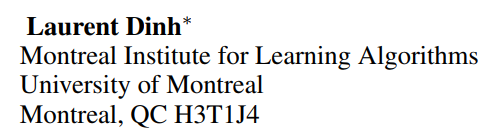 Laurent Dinh*
Montreal Institute for Learning Algorithms
University of Montreal
Montreal, QC H3T1J4